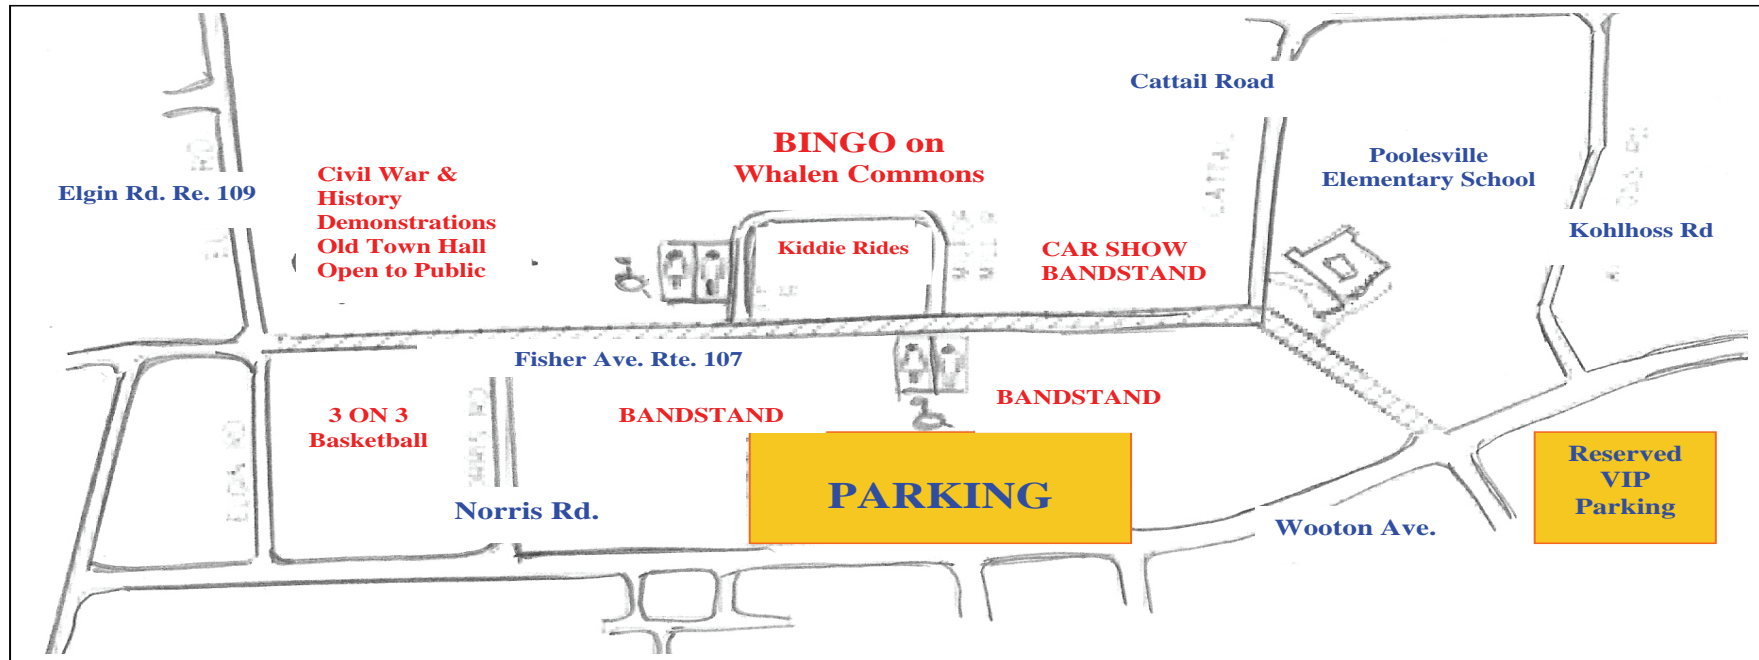 Cattail Road
BINGO on
Whalen Commons
Poolesville
Elementary School
Elgin Rd. Re. 109
Civil War &
History
Demonstrations
Old Town Hall
Open to Public
Kiddie Rides
CAR SHOW
BANDSTAND
Kohlhoss Rd
Fisher Ave. Rte. 107
3 ON 3
Basketball
BANDSTAND
BANDSTAND
PARKING
Reserved
VIP
Parking
Norris Rd.
Wooton Ave.